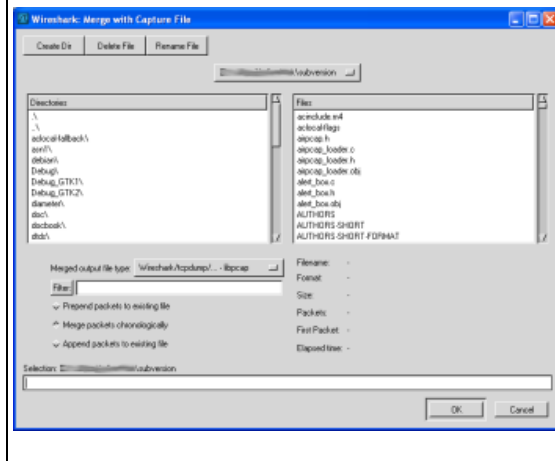 Wireshark: Merge with Capture File
Create Dir Delete File Rename File
\subversion
Directories
.\
..\
aclocal-fallback\
asn1\
debian\
Debug\
Debug_GTK1\
Debug_GTK2\
diameter\
doc\
docbook\
dtds\
Files
acinclude.m4
aclocal-flags
airpcap.h
airpcap_loader.c
airpcap_loader.h
airpcap_loader.obj
alert_box.c
alert_box.h
alert_box.obj
AUTHORS
AUTHORS-SHORT
AUTHORS-SHORT-FORMAT
Merged output file type: Wireshark/tcpdump/... - libpcap
Filter:
Prepend packets to existing file
Merge packets chronologically
Append packets to existing file
Filename: -
Format: -
Size: -
Packets: -
First Packet: -
Elapsed time: -
Selection: \subversion
OK Cancel